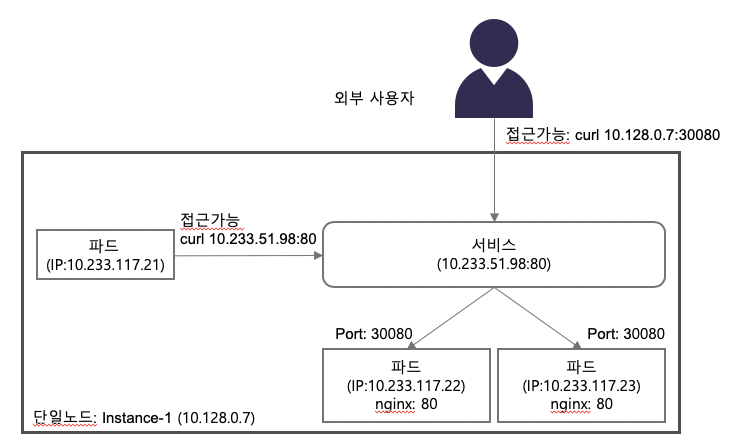 외부 사용자
접근가능: curl 10.128.0.7:30080
접근가능
curl 10.233.51.98:80
파드
(IP:10.233.117.21)
서비스
(10.233.51.98:80)
Port: 30080
Port: 30080
파드
(IP:10.233.117.22)
nginx: 80
파드
(IP:10.233.117.23)
nginx: 80
단일노드: Instance-1 (10.128.0.7)